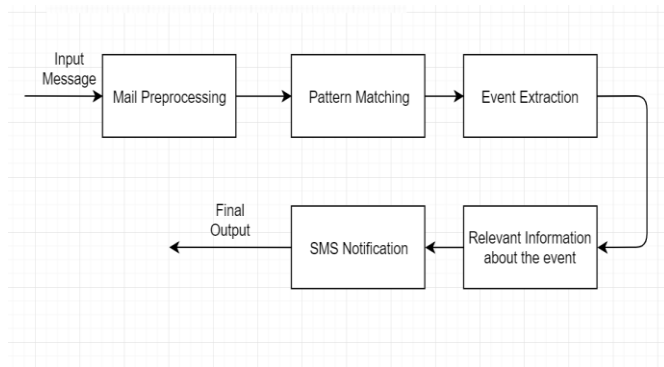 Input
Message
Mail Preprocessing
Pattern Matching
Event Extraction
Final
Output
SMS Notification
Relevant Information
about the event